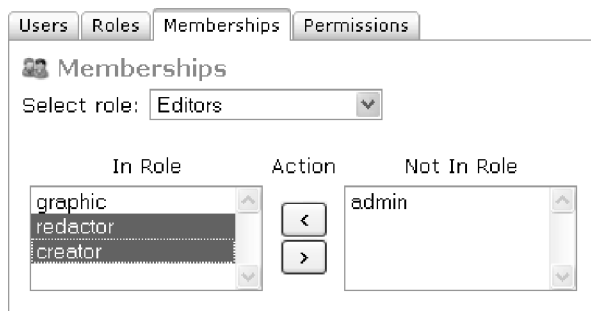 Users Roles Memberships Permissions
Memberships
Select role: Editors
In Role Action Not In Role
graphic < admin
redactor
creator >